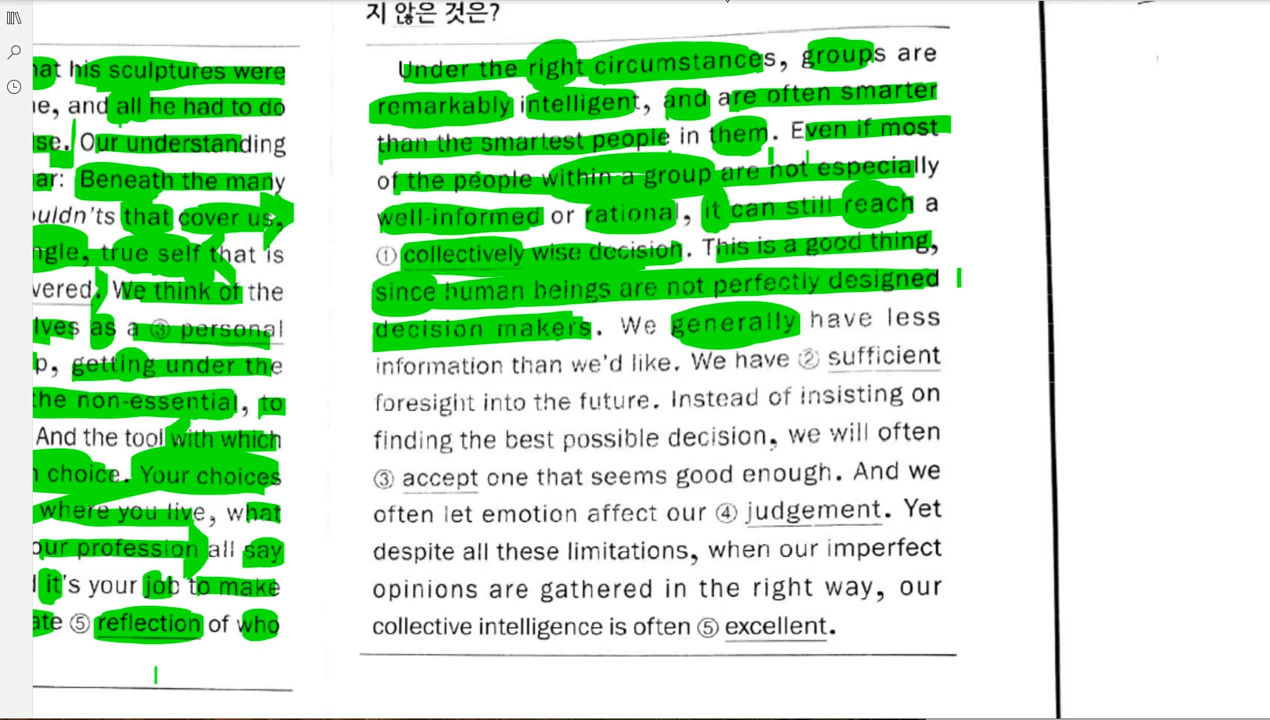 지 않은 것은?
hat his sculptures were
ne, and all he had to do
se. Our understanding
ar: Beneath the many
ouldn'ts that cover us,
ngle, true self that is
vered. We think of the
lves as a ③ personal
p, getting under the
the non-essential, to
And the tool with which
n choice. Your choices
where you live, what
our profession all say
d it's your job to make
ate ⑤ reflection of who
Under the right circumstances, groups are
remarkably intelligent, and are often smarter
than the smartest people in them. Even if most
of the people within a group are not especially
well-informed or rational, it can still reach a
① collectively wise decision. This is a good thing,
since human beings are not perfectly designed
decision makers. We generally have less
information than we'd like. We have ② sufficient
foresight into the future. Instead of insisting on
finding the best possible decision, we will often
③ accept one that seems good enough. And we
often let emotion affect our ④ judgement. Yet
despite all these limitations, when our imperfect
opinions are gathered in the right way, our
collective intelligence is often ⑤ excellent.